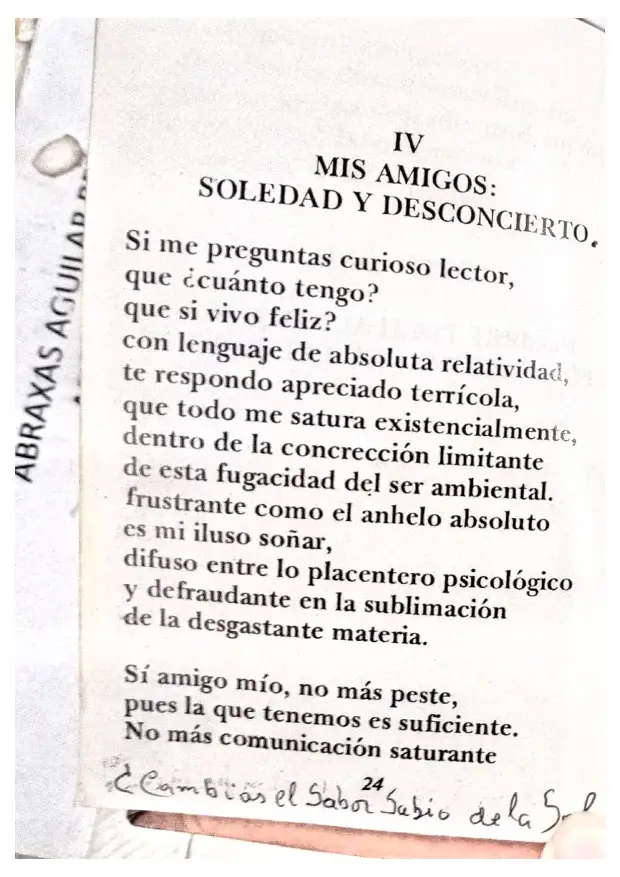 IV
MIS AMIGOS:
SOLEDAD Y DESCONCIERTO.
Si me preguntas curioso lector,
que ¿cuánto tengo?
que si vivo feliz?
con lenguaje de absoluta relatividad,
te respondo apreciado terrícola,
que todo me satura existencialmente,
dentro de la concrección limitante
de esta fugacidad del ser ambiental.
frustrante como el anhelo absoluto
es mi iluso soñar,
difuso entre lo placentero psicológico
y defraudante en la sublimación
de la desgastante materia.
Sí amigo mío, no más peste,
pues la que tenemos es suficiente.
No más comunicación saturante
24
el Sabor Sabio de la
ABRAXAS AGUILAR